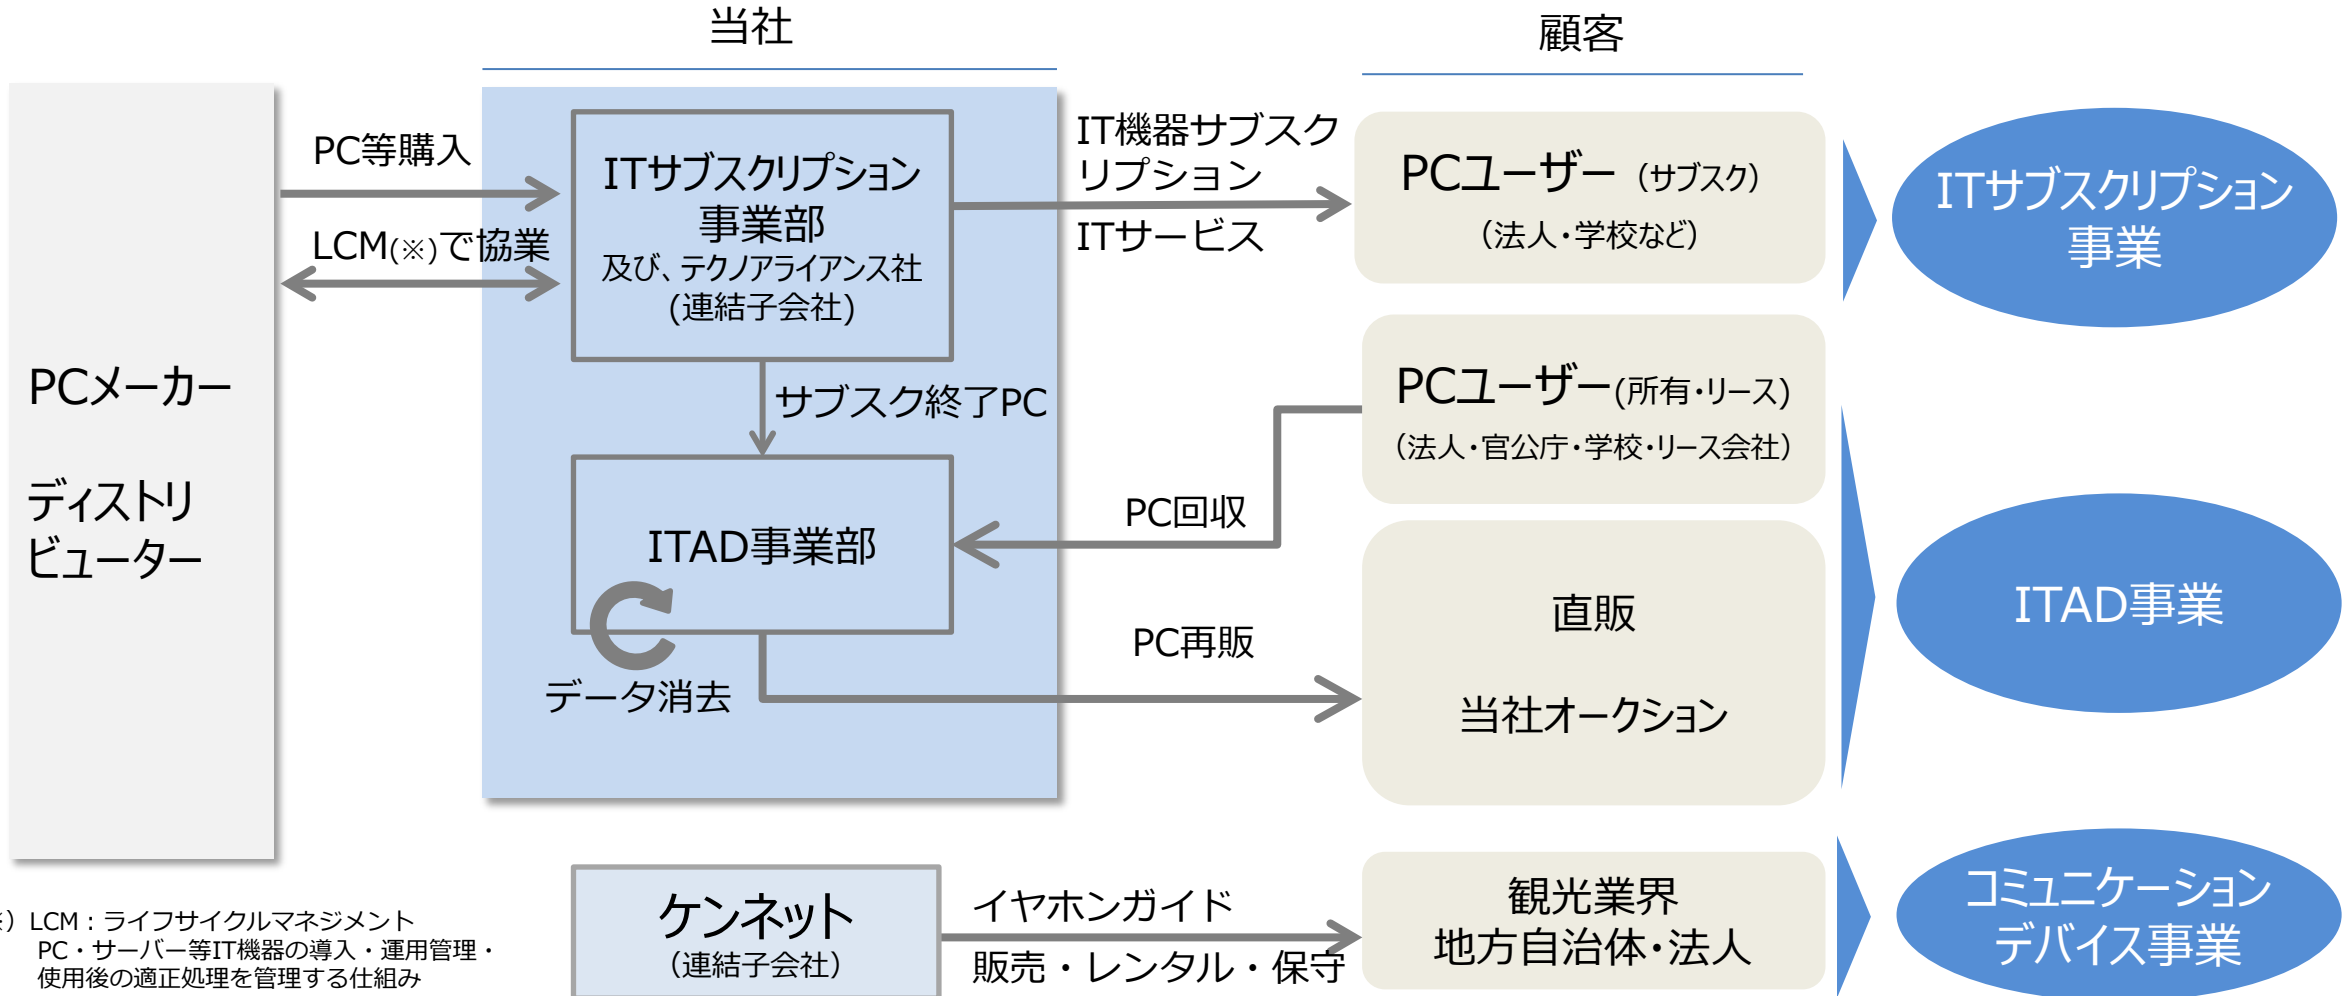 当社
顧客
PCメーカー
ディストリ
ビューター
PC等購入
LCM(※)で協業
ITサブスクリプション
事業部
及び、テクノアライアンス社
(連結子会社)
IT機器サブスク
リプション
ITサービス
PCユーザー（サブスク）
（法人・学校など）
ITサブスクリプション
事業
サブスク終了PC
PCユーザー(所有・リース)
（法人・官公庁・学校・リース会社）
PC回収
ITAD事業部
データ消去
PC再販
直販
当社オークション
ITAD事業
ケンネット
（連結子会社）
イヤホンガイド
販売・レンタル・保守
観光業界
地方自治体・法人
コミュニケーション
デバイス事業
※）LCM：ライフサイクルマネジメント
PC・サーバー等IT機器の導入・運用管理・
使用後の適正処理を管理する仕組み